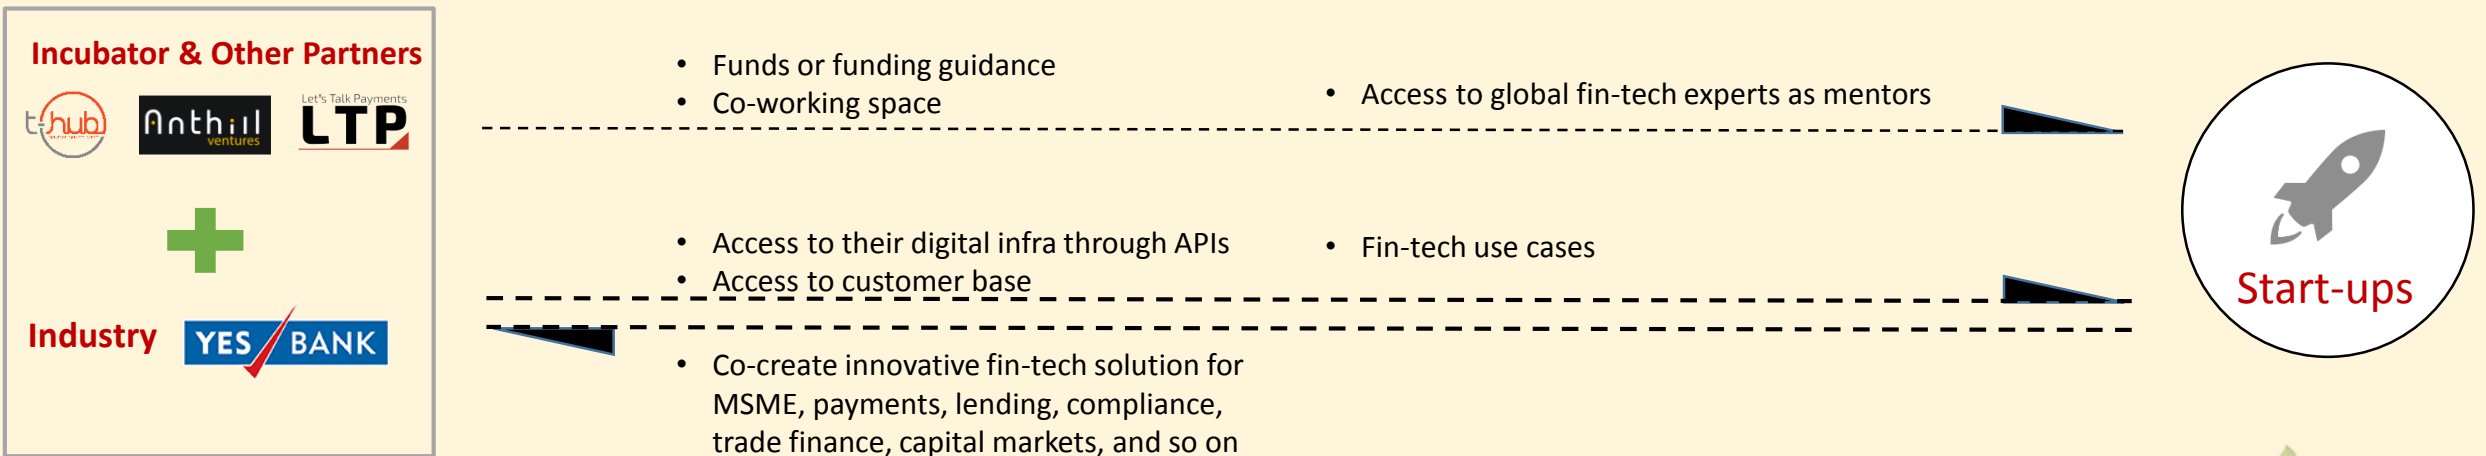 Incubator & Other Partners
t-hub
Anthill
ventures
Let's Talk Payments
LTP
• Funds or funding guidance
• Co-working space
• Access to global fin-tech experts as mentors
• Access to their digital infra through APIs
• Access to customer base
• Fin-tech use cases
Industry
YES BANK
• Co-create innovative fin-tech solution for
MSME, payments, lending, compliance,
trade finance, capital markets, and so on
Start-ups